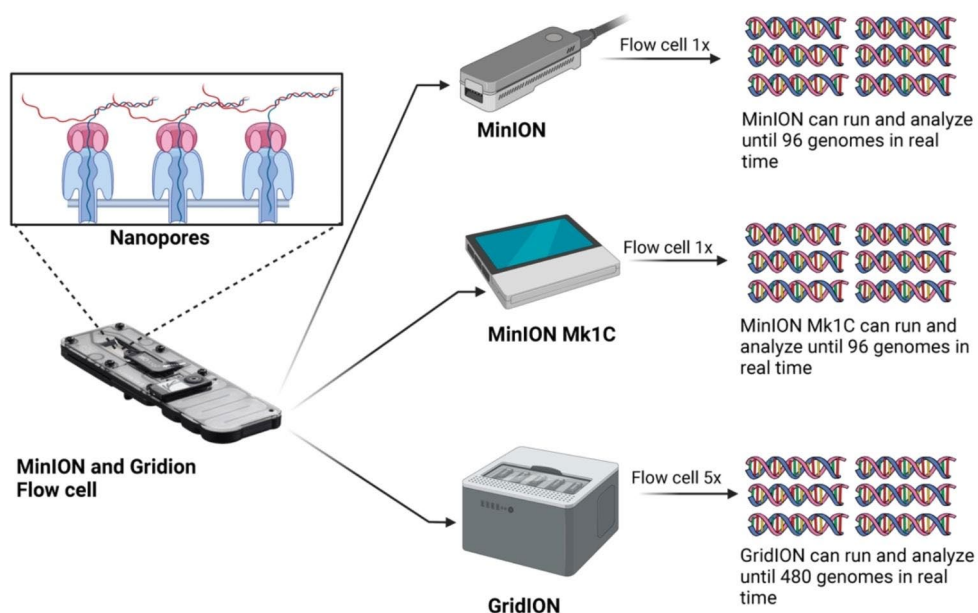 Flow cell 1x
MinION
MinION can run and analyze
until 96 genomes in real
time
Nanopores
Flow cell 1x
MinION Mk1C
MinION Mk1C can run and
analyze until 96 genomes in
real time
MinION and Gridion
Flow cell
Flow cell 5x
GridION
GridION can run and analyze
until 480 genomes in real
time